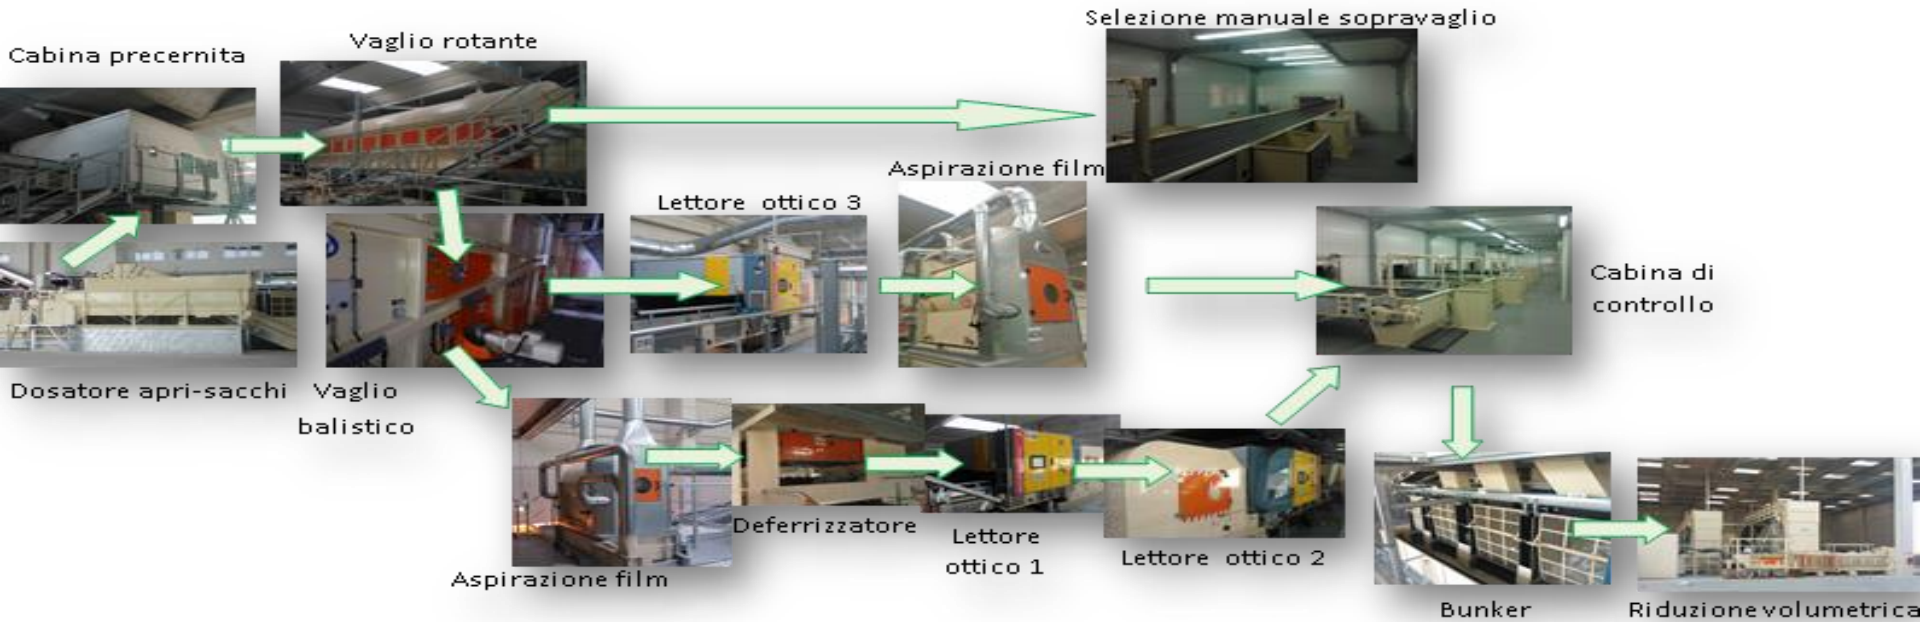 Selezione manuale sopravaglio
Vaglio rotante
Cabina precernita
Aspirazione film
Lettore ottico 3
Cabina di
controllo
Dosatore apri-sacchi
Vaglio
balistico
Deferrizzatore
Lettore
ottico 1
Lettore ottico 2
Aspirazione film
Bunker
Riduzione volumetrica